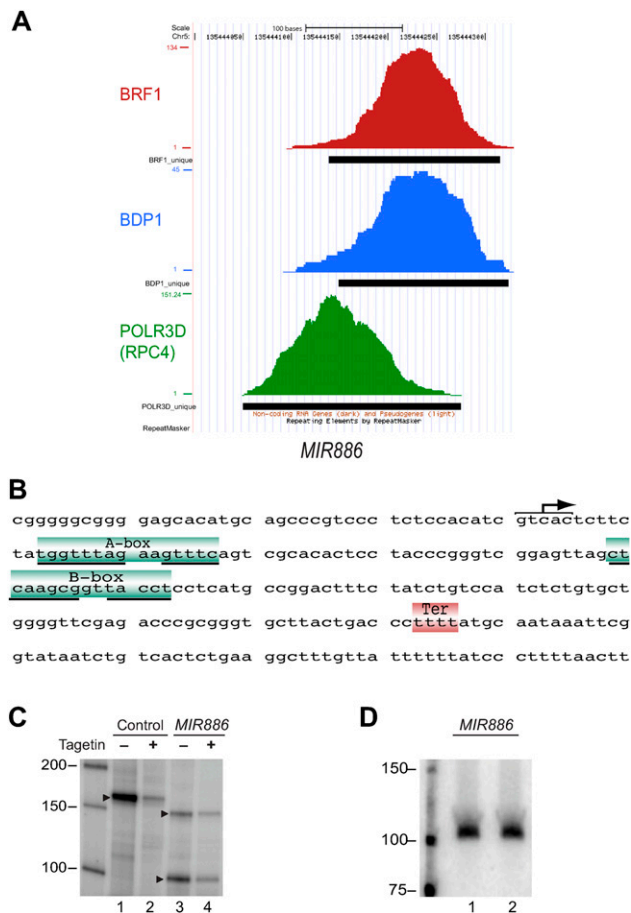 A
Scale
100 bases
Chr5:
135444050|
135444100|
135444150|
135444200|
135444250|
135444300|
134
BRF1
1
BRF1_unique
45
BDP1
1
BDP1_unique
151.24
POLR3D
(RPC4)
1
POLR3D_unique
Non-coding RNA Genes (dark) and Pseudogenes (light)
Repeating Elements by RepeatMasker
RepeatMasker
MIR886
B
cgggggcggg gagcacatgc agcccgtccc tctccacatc gtcactcttc
A-box
tatggtttag aagtttcagt cgcacactcc tacccgggtc ggagttagct
B-box
caagcggtta cctcctcatg ccggactttc tatctgtcca tctctgtgct
Ter
ggggttcgag acccgcgggt gcttactgac ccttttatgc aataaattcg
gtataatctg tcactctgaa ggctttgtta ttttttatcc cttttaactt
C
Control MIR886
Tagetin – + – +
200
150
100
1 2 3 4
D
MIR886
150
100
75
1 2